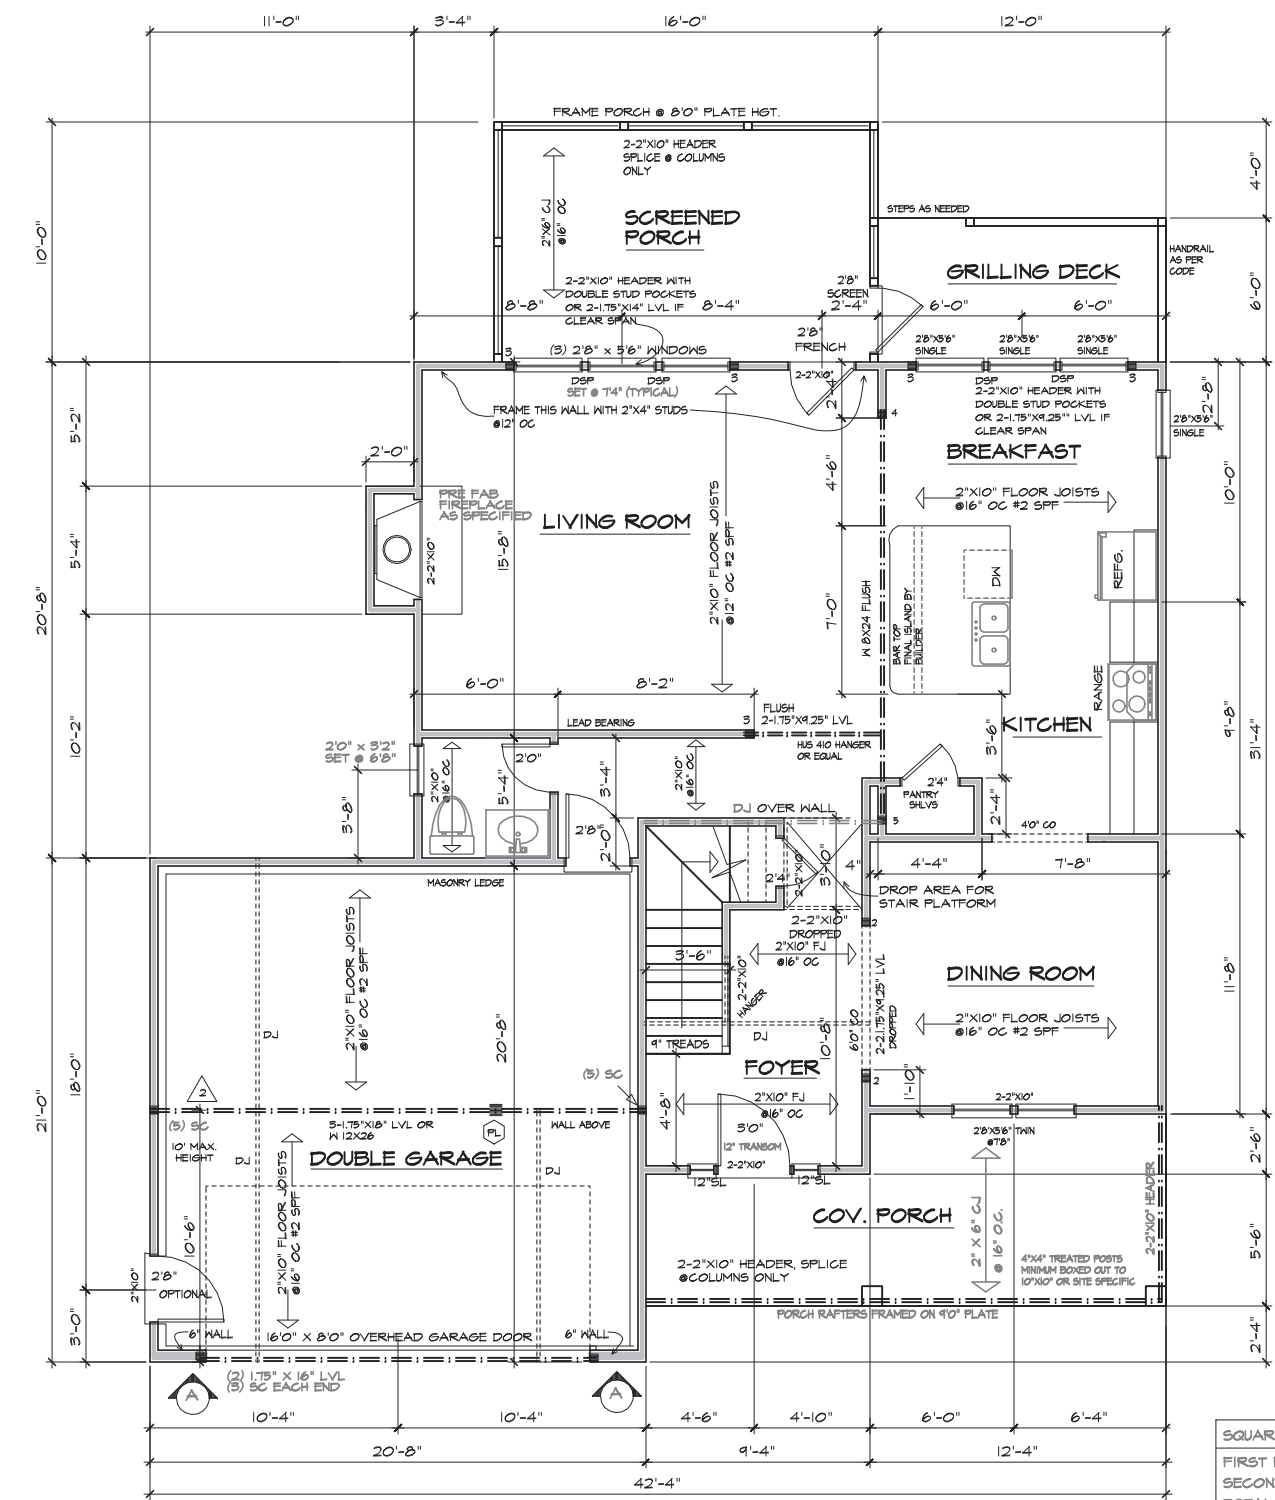 11'-0"
3'-4"
16'-0"
12'-0"
FRAME PORCH @ 8'0" PLATE HGT.
2-2"X10" HEADER
SPLICE @ COLUMNS
ONLY
10'-0"
4'-0"
2"X6" CJ
@16" OC
SCREENED
PORCH
STEPS AS NEEDED
HANDRAIL
AS PER
CODE
GRILLING DECK
6'-0"
2-2"X10" HEADER WITH
DOUBLE STUD POCKETS
OR 2-1.75"X14" LVL IF
CLEAR SPAN
2'8"
SCREEN
8'-8"
8'-4"
2'-4"
6'-0"
6'-0"
2'8"
FRENCH
2'8"X5'6"
SINGLE
2'8"X5'6"
SINGLE
2'8"X5'6"
SINGLE
3
(3) 2'8" x 5'6" WINDOWS
DSP
DSP
3
2-2"X10"
3
DSP
DSP
3
SET @ 7'4" (TYPICAL)
FRAME THIS WALL WITH 2"X4" STUDS
@12" OC
2'-4"
4
2-2"X10" HEADER WITH
DOUBLE STUD POCKETS
OR 2-1.75"X9.25"" LVL IF
CLEAR SPAN
2'-8"
2'8"X5'6"
SINGLE
5'-2"
2'-0"
BREAKFAST
4'-6"
10'-0"
PRE FAB
FIREPLACE
AS SPECIFIED
LIVING ROOM
2"X10" FLOOR JOISTS
@16" OC #2 SPF
2"X10" FLOOR JOISTS
@12" OC #2 SPF
5'-4"
2-2"X10"
15'-8"
20'-8"
DW
REFG.
7'-0"
W 8X24 FLUSH
BAR TOP
FINAL ISLAND BY
BUILDER
RANGE
6'-0"
8'-2"
LEAD BEARING
3
FLUSH
2-1.75"X9.25" LVL
HUS 410 HANGER
OR EQUAL
3'-6"
KITCHEN
9'-8"
31'-4"
10'-2"
2'0" x 3'2"
SET @ 6'8"
2'0"
2"X10"
@16" OC
5'-4"
3'-4"
2"X10"
@16" OC
2'4"
PANTRY
SHLVS
2'-4"
3'-8"
DJ OVER WALL
5
4'0" CO
2'8"
2'-0"
MASONRY LEDGE
2'4"
2-2"X10"
3'-10"
4"
4'-4"
7'-8"
DROP AREA FOR
STAIR PLATFORM
2-2"X10"
DROPPED
2
2"X10" FJ
@16" OC
3'-6"
2-2"X10"
HANGER
2"X10" FLOOR JOISTS
@16" OC #2 SPF
DINING ROOM
11'-8"
2"X10" FLOOR JOISTS
@16" OC #2 SPF
DJ
20'-8"
9" TREADS
DJ
10'-8"
6'0" CO
2-2.1.75"X9.25" LVL
DROPPED
18'-0"
21'-0"
FOYER
2
1'-10"
(5) SC
2
2"X10" FJ
@16" OC
4'-8"
2-2"X10"
(5) SC
3-1.75"X18" LVL OR
W 12X26
PL
WALL ABOVE
3'0"
2'8"X5'6" TWIN
@7'8"
10' MAX.
HEIGHT
DJ
DOUBLE GARAGE
DJ
12" TRANSOM
2-2"X10"
12"SL
12"SL
2'-6"
2"X10" FLOOR JOISTS
@16" OC #2 SPF
COV. PORCH
2" X 6" CJ
@ 16" O.C.
2-2"X10" HEADER
10'-6"
5'-6"
2-2"X10" HEADER, SPLICE
@COLUMNS ONLY
4"X4" TREATED POSTS
MINIMUM BOXED OUT TO
10"X10" OR SITE SPECIFIC
2"X10"
2'8"
OPTIONAL
PORCH RAFTERS FRAMED ON 9'0" PLATE
3'-0"
6" WALL
16'0" X 8'0" OVERHEAD GARAGE DOOR
6" WALL
2'-4"
(2) 1.75" X 16" LVL
(3) SC EACH END
A
A
10'-4"
10'-4"
4'-6"
4'-10"
6'-0"
6'-4"
20'-8"
9'-4"
12'-4"
42'-4"
SQUAR
FIRST
SECON